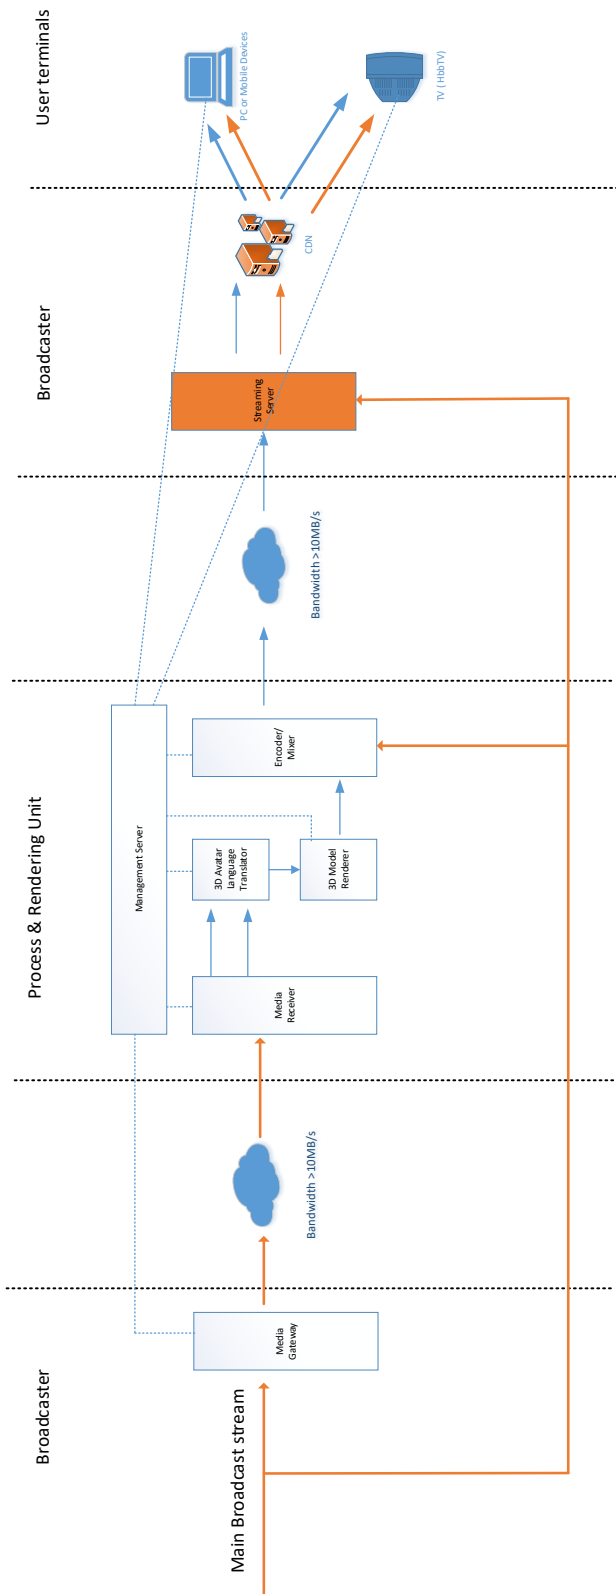 Broadcaster
Process & Rendering Unit
Broadcaster
User terminals
Main Broadcast stream
Media
Gateway
Bandwidth >10MB/s
Management Server
Media
Receiver
3D Avatar
Language
Translator
3D Model
Renderer
Encoder/
Mixer
Bandwidth >10MB/s
Streaming
Server
CDN
PC or Mobile Devices
TV ( HbbTV)